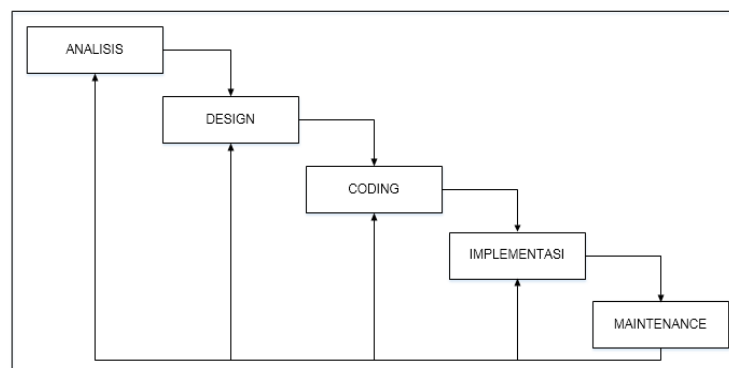 ANALISIS
DESIGN
CODING
IMPLEMENTASI
MAINTENANCE